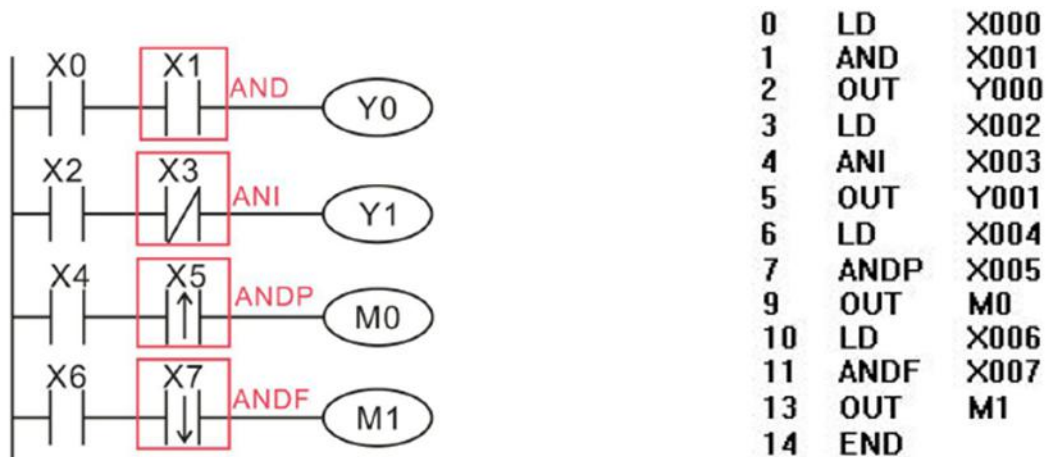 X0 X1 AND Y0
X2 X3 ANI Y1
X4 X5 ANDP M0
X6 X7 ANDF M1
0 LD X000
1 AND X001
2 OUT Y000
3 LD X002
4 ANI X003
5 OUT Y001
6 LD X004
7 ANDP X005
9 OUT M0
10 LD X006
11 ANDF X007
13 OUT M1
14 END